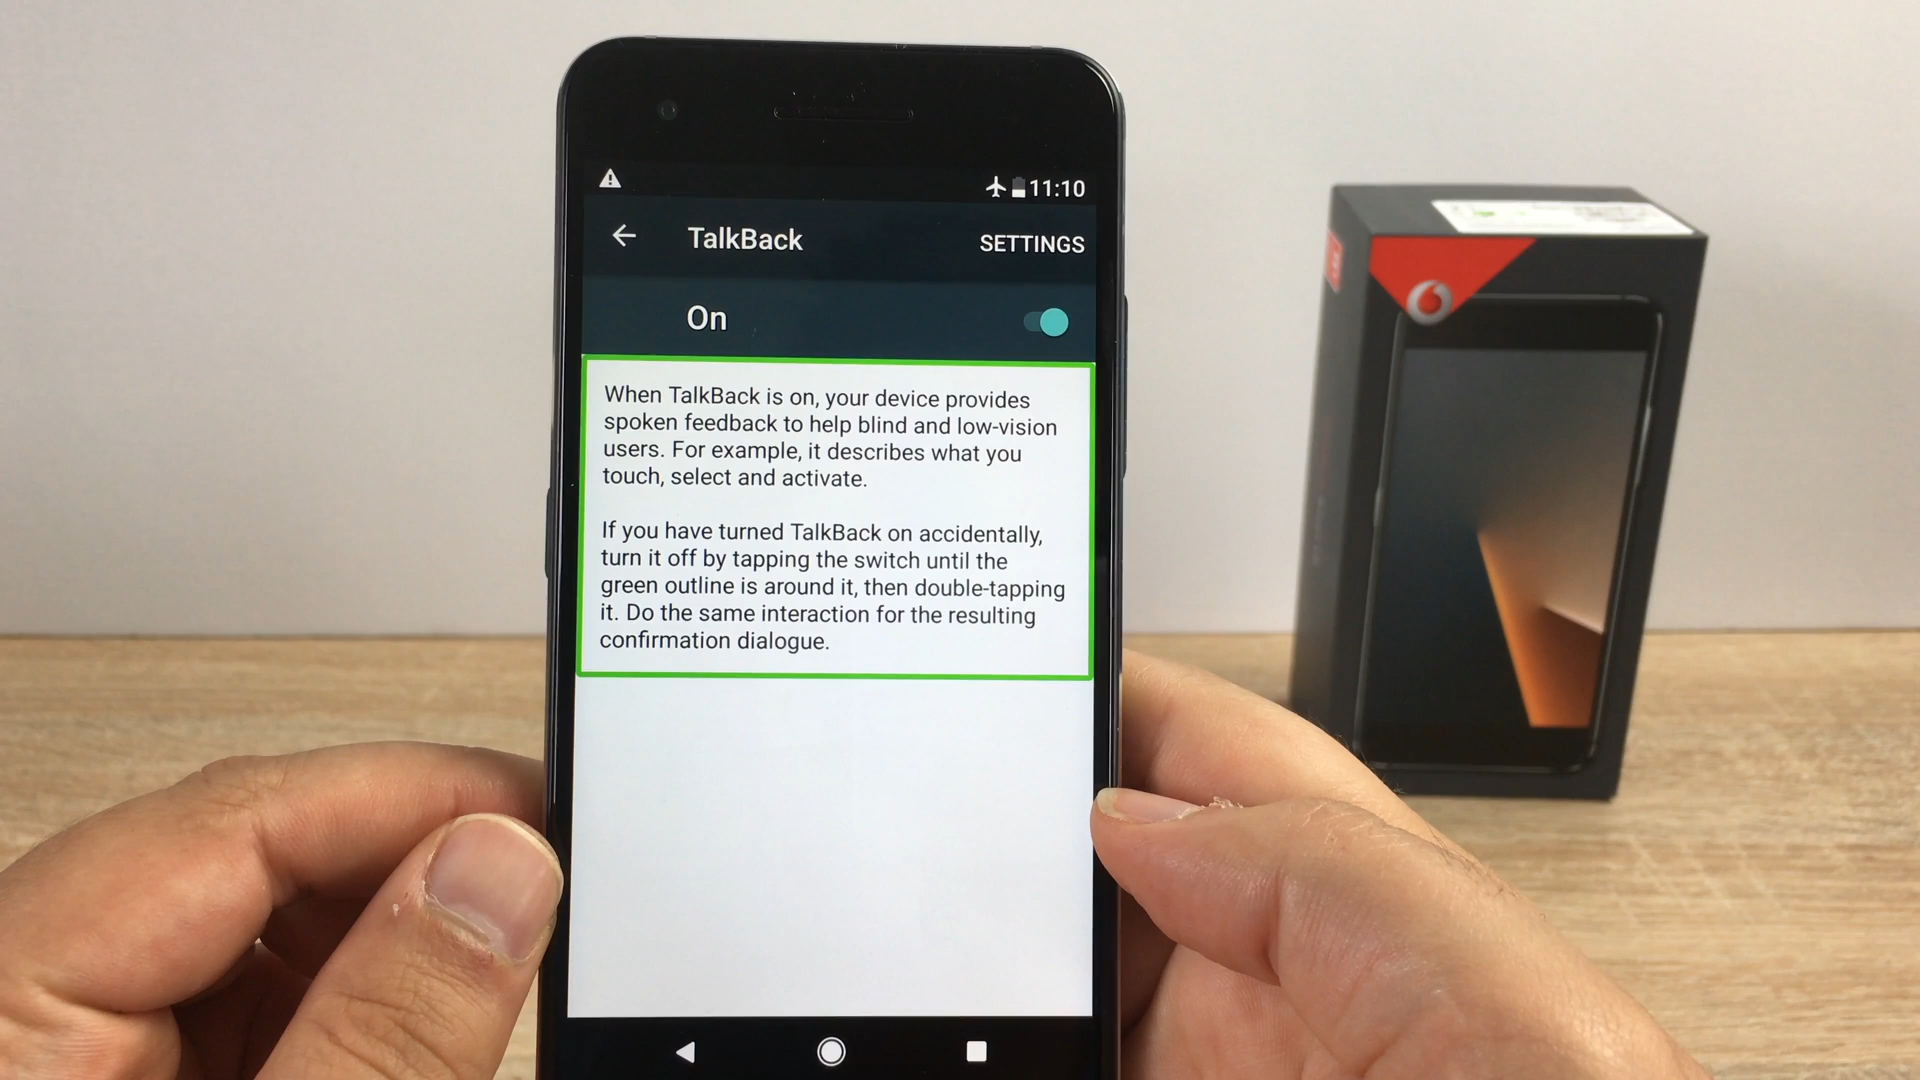 11:10
TalkBack
SETTINGS
On
When TalkBack is on, your device provides
spoken feedback to help blind and low-vision
users. For example, it describes what you
touch, select and activate.
If you have turned TalkBack on accidentally,
turn it off by tapping the switch until the
green outline is around it, then double-tapping
it. Do the same interaction for the resulting
confirmation dialogue.